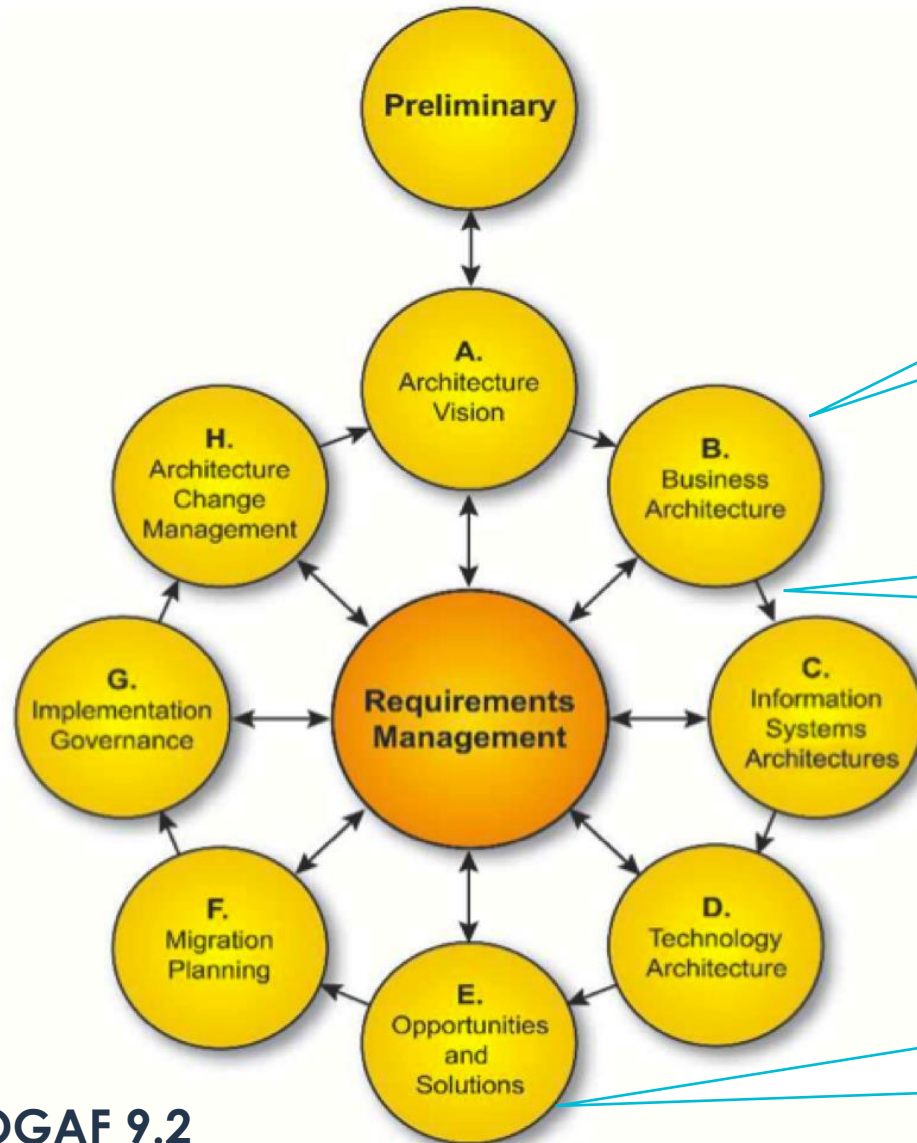 Preliminary
A.
Architecture
Vision
B.
Business
Architecture
C.
Information
Systems
Architectures
D.
Technology
Architecture
E.
Opportunities
and
Solutions
F.
Migration
Planning
G.
Implementation
Governance
H.
Architecture
Change
Management
Requirements
Management
OGAF 9.2